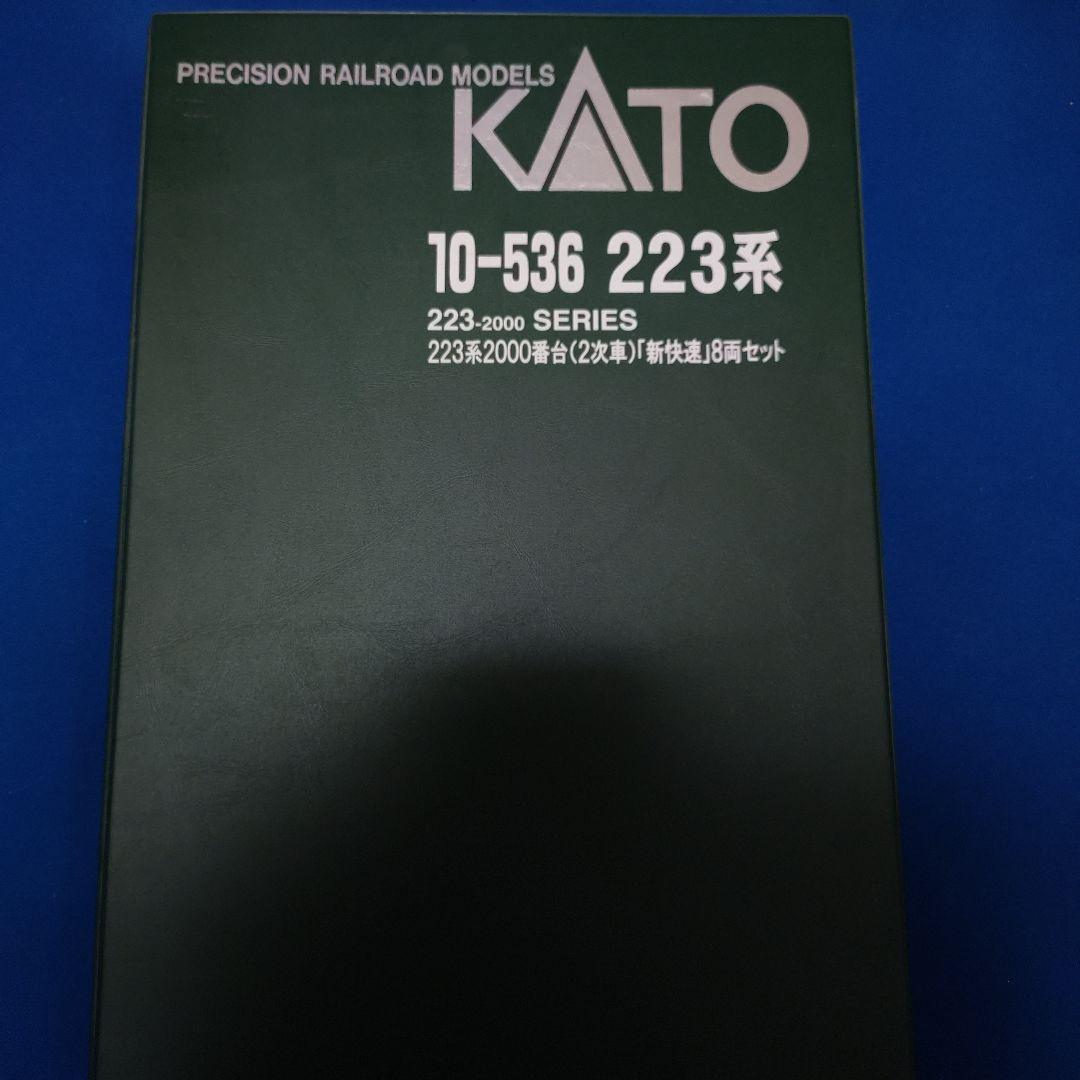 PRECISION RAILROAD MODELS
KATO
10-536 223系
223-2000 SERIES
223系2000番台(2次車)「新快速」8両セット